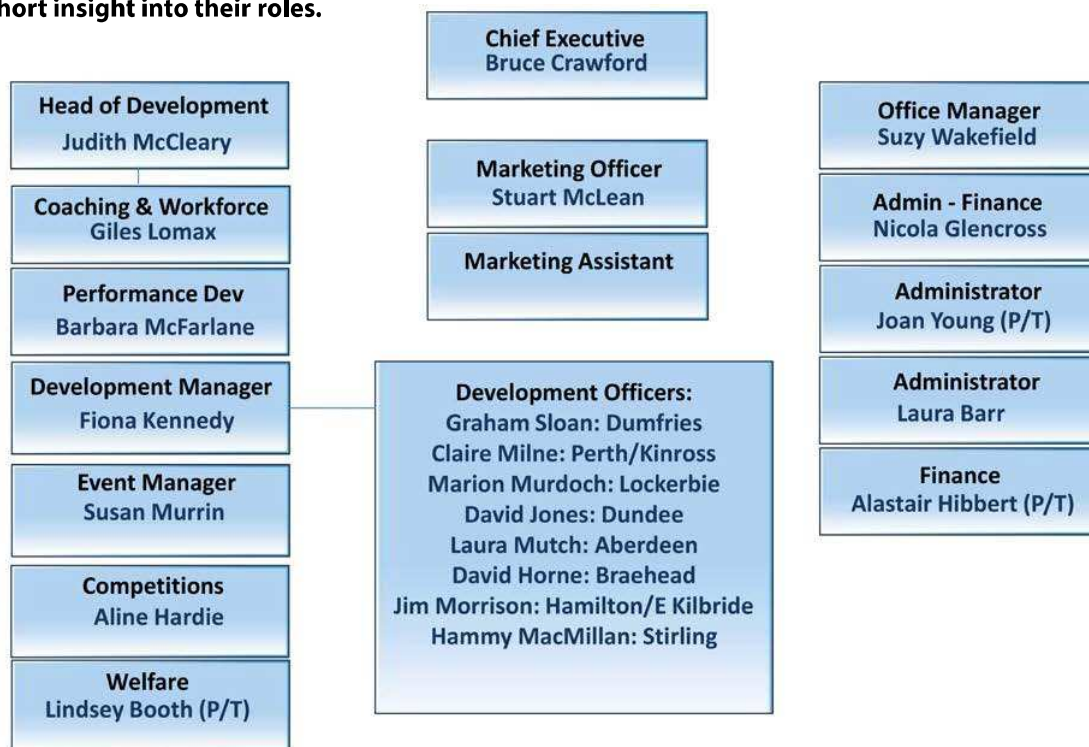 hort insight into their roles.
Chief Executive
Bruce Crawford
Head of Development
Judith McCleary
Coaching & Workforce
Giles Lomax
Performance Dev
Barbara McFarlane
Development Manager
Fiona Kennedy
Event Manager
Susan Murrin
Competitions
Aline Hardie
Welfare
Lindsey Booth (P/T)
Marketing Officer
Stuart McLean
Marketing Assistant
Development Officers:
Graham Sloan: Dumfries
Claire Milne: Perth/Kinross
Marion Murdoch: Lockerbie
David Jones: Dundee
Laura Mutch: Aberdeen
David Horne: Braehead
Jim Morrison: Hamilton/E Kilbride
Hammy MacMillan: Stirling
Office Manager
Suzy Wakefield
Admin - Finance
Nicola Glencross
Administrator
Joan Young (P/T)
Administrator
Laura Barr
Finance
Alastair Hibbert (P/T)